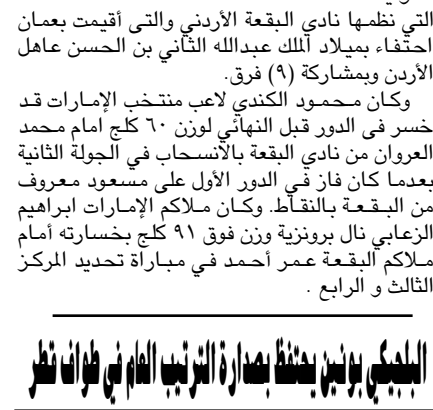 التي نظمها نادي البقعة الأردني والتى أقيمت بعمان
احتفاء بميلاد الملك عبدالله الثاني بن الحسن عاهل
الأردن وبمشاركة (٩) فرق.
وكان محمود الكندي لاعب منتخب الإمارات قد
خسر فى الدور قبل النهائي لوزن ٦٠ كلج امام محمد
العروان من نادي البقعة بالانسحاب في الجولة الثانية
بعدما كان فاز في الدور الأول على مسعود معروف
من البقعة بالنقاط. وكان ملاكم الإمارات ابراهيم
الزعابي نال برونزية وزن فوق ٩١ كلج بخسارته أمام
ملاكم البقعة عمر أحمد في مباراة تحديد المركز
الثالث و الرابع .
البلجيكي بونين يحتفظ بصدارة الترتيب العام في طواف قطر